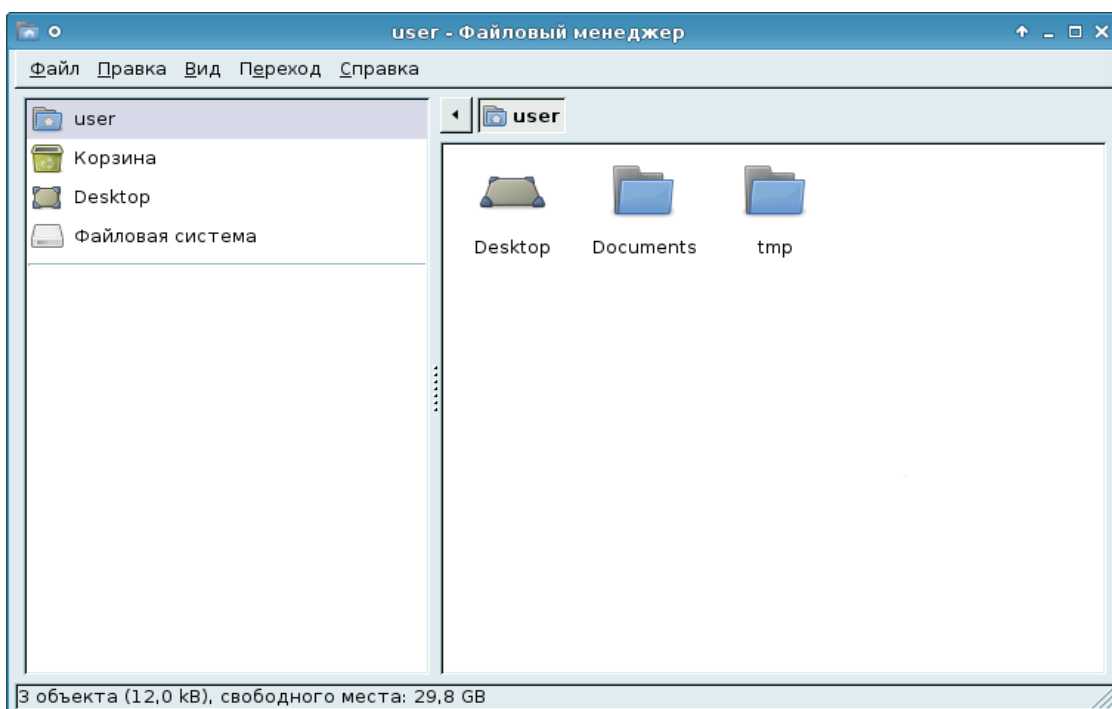 user - Файловый менеджер
Файл Правка Вид Переход Справка
user
Корзина
Desktop
Файловая система
user
Desktop Documents tmp
3 объекта (12,0 kB), свободного места: 29,8 GB